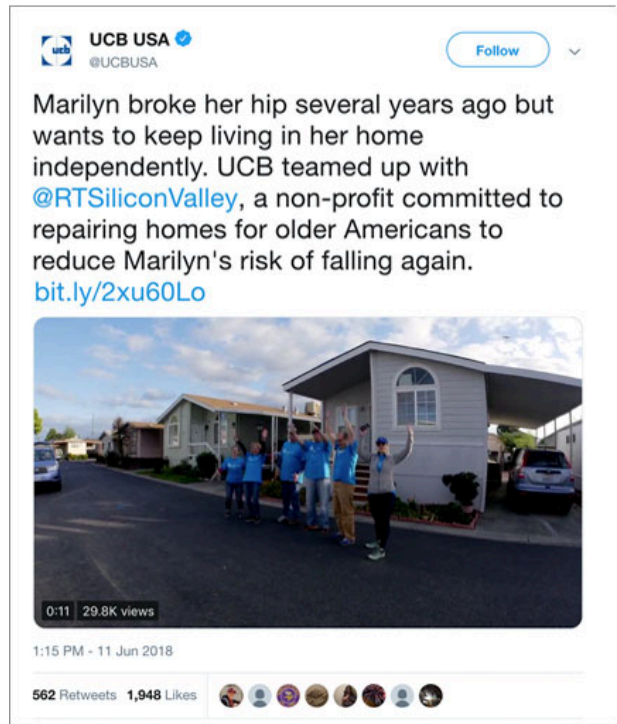 ucb
UCB USA
@UCBUSA
Follow
Marilyn broke her hip several years ago but
wants to keep living in her home
independently. UCB teamed up with
@RTSiliconValley, a non-profit committed to
repairing homes for older Americans to
reduce Marilyn's risk of falling again.
bit.ly/2xu60Lo
0:11 29.8K views
1:15 PM - 11 Jun 2018
562 Retweets 1,948 Likes